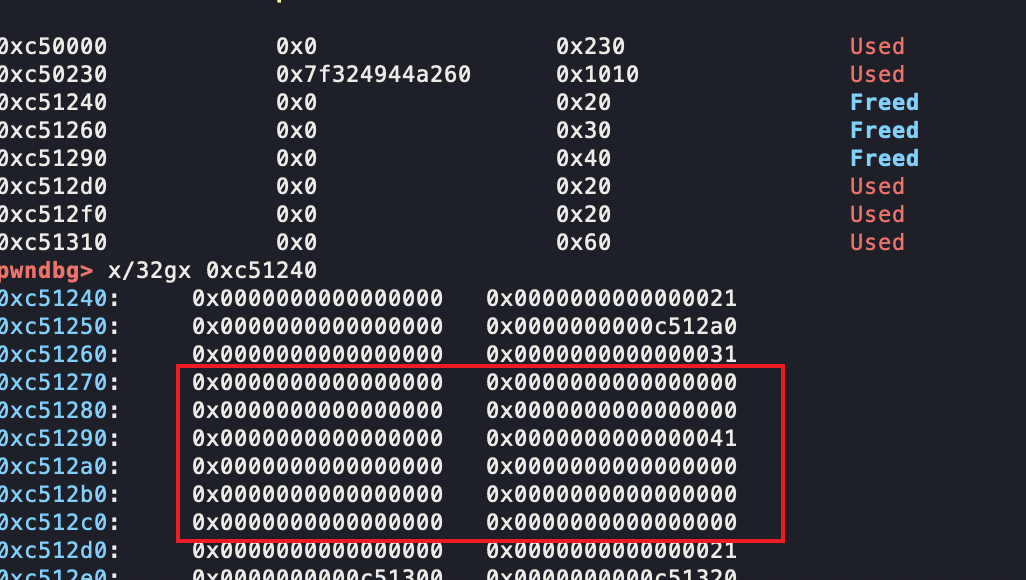 0xc50000 0x0 0x230 Used
0xc50230 0x7f324944a260 0x1010 Used
0xc51240 0x0 0x20 Freed
0xc51260 0x0 0x30 Freed
0xc51290 0x0 0x40 Freed
0xc512d0 0x0 0x20 Used
0xc512f0 0x0 0x20 Used
0xc51310 0x0 0x60 Used
pwndbg> x/32gx 0xc51240
0xc51240: 0x0000000000000000 0x0000000000000021
0xc51250: 0x0000000000000000 0x0000000000c512a0
0xc51260: 0x0000000000000000 0x0000000000000031
0xc51270: 0x0000000000000000 0x0000000000000000
0xc51280: 0x0000000000000000 0x0000000000000000
0xc51290: 0x0000000000000000 0x0000000000000041
0xc512a0: 0x0000000000000000 0x0000000000000000
0xc512b0: 0x0000000000000000 0x0000000000000000
0xc512c0: 0x0000000000000000 0x0000000000000000
0xc512d0: 0x0000000000000000 0x0000000000000021
0xc512e0: 0x0000000000c51300 0x0000000000c51320